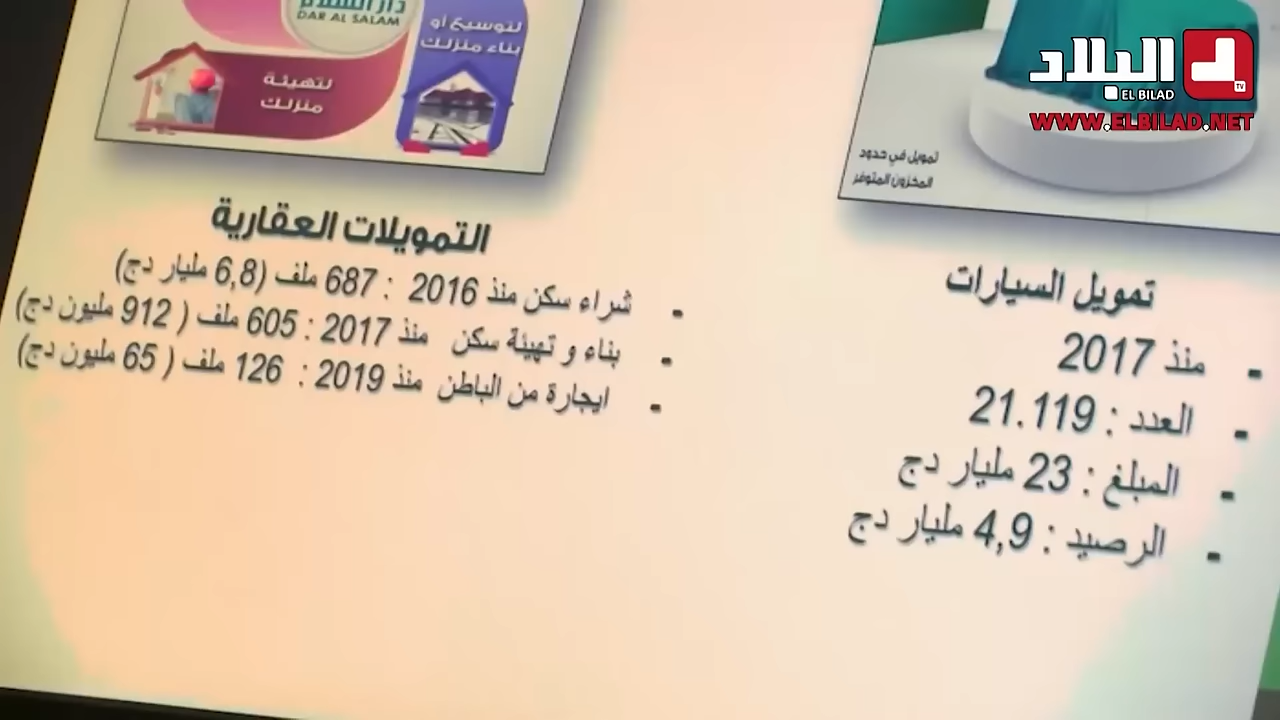 البلاد
EL BILAD
TV
WWW.ELBILAD.NET
تمويل في حدود
المخزون المتوفر
تمويل السيارات
- منذ 2017
- العدد : 21.119
- المبلغ : 23 مليار دج
- الرصيد : 4,9 مليار دج
دار السلام
DAR AL SALAM
لتوسيع أو
بناء منزلك
لتهيئة
منزلك
التمويلات العقارية
- شراء سكن منذ 2016 : 687 ملف (6,8 مليار دج)
- بناء و تهيئة سكن منذ 2017 : 605 ملف ( 912 مليون دج)
- ايجارة من الباطن منذ 2019 : 126 ملف ( 65 مليون دج)